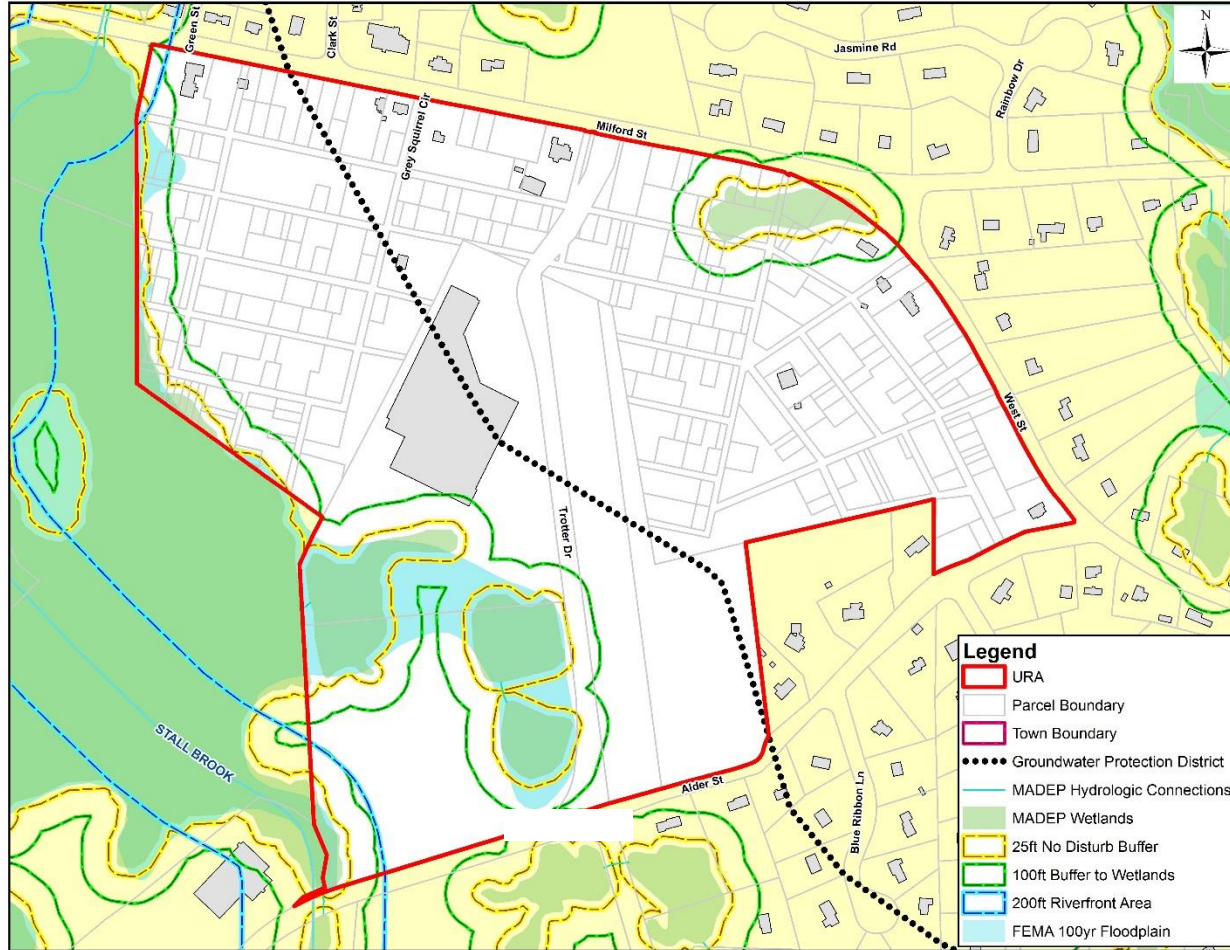 N
Green St
Clark St
Jasmine Rd
Rainbow Dr
Grey Squirrel Cir
Milford St
West St
Trotter Dr
STALL BROOK
Alder St
Blue Ribbon Ln
Legend
URA
Parcel Boundary
Town Boundary
Groundwater Protection District
MADEP Hydrologic Connections
MADEP Wetlands
25ft No Disturb Buffer
100ft Buffer to Wetlands
200ft Riverfront Area
FEMA 100yr Floodplain